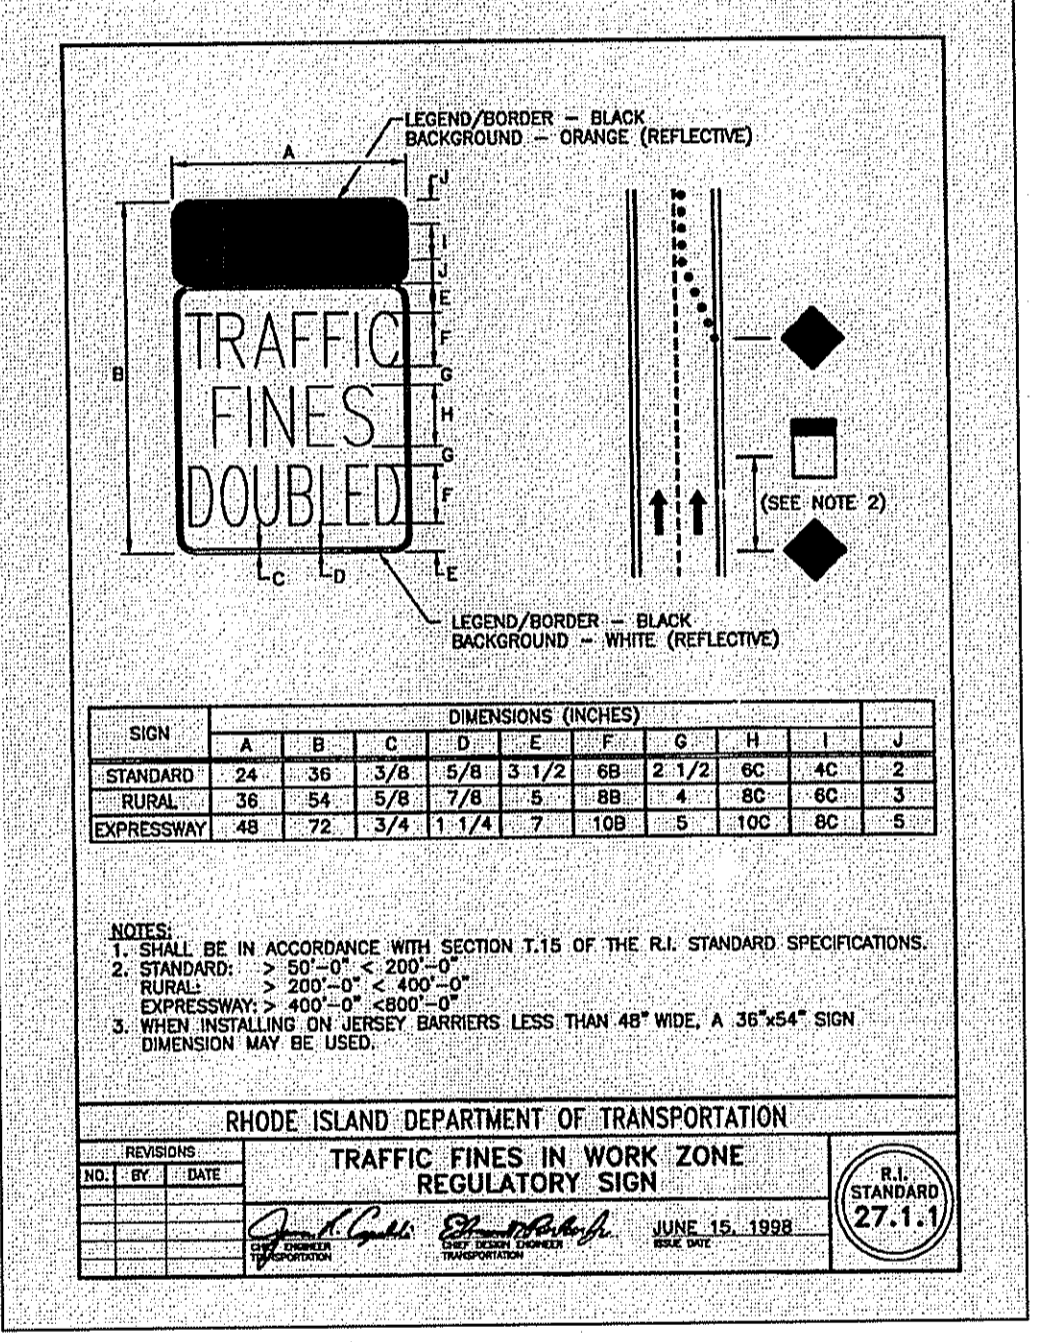 LEGEND/BORDER — BLACK
BACKGROUND — ORANGE (REFLECTIVE)
A
J
I
J
E
TRAFFIC
F
B
G
FINES
H
G
DOUBLED
F
(SEE NOTE 2)
C
D
E
LEGEND/BORDER — BLACK
BACKGROUND — WHITE (REFLECTIVE)
SIGN DIMENSIONS (INCHES)
A B C D E F G H I J
STANDARD 24 36 3/8 5/8 3 1/2 6B 2 1/2 6C 4C 2
RURAL 36 54 5/8 7/8 5 8B 4 8C 6C 3
EXPRESSWAY 48 72 3/4 1 1/4 7 10B 5 10C 8C 5
NOTES:
1. SHALL BE IN ACCORDANCE WITH SECTION T.15 OF THE R.I. STANDARD SPECIFICATIONS.
2. STANDARD: > 50'-0" < 200'-0"
RURAL: > 200'-0" < 400'-0"
EXPRESSWAY: > 400'-0" <800'-0"
3. WHEN INSTALLING ON JERSEY BARRIERS LESS THAN 48" WIDE, A 36"x54" SIGN
DIMENSION MAY BE USED.
RHODE ISLAND DEPARTMENT OF TRANSPORTATION
REVISIONS
NO. BY DATE
TRAFFIC FINES IN WORK ZONE
REGULATORY SIGN
R.I.
STANDARD
27.1.1
JUNE 15, 1998
CHIEF ENGINEER
TRANSPORTATION
CHIEF DESIGN ENGINEER
TRANSPORTATION
ISSUE DATE